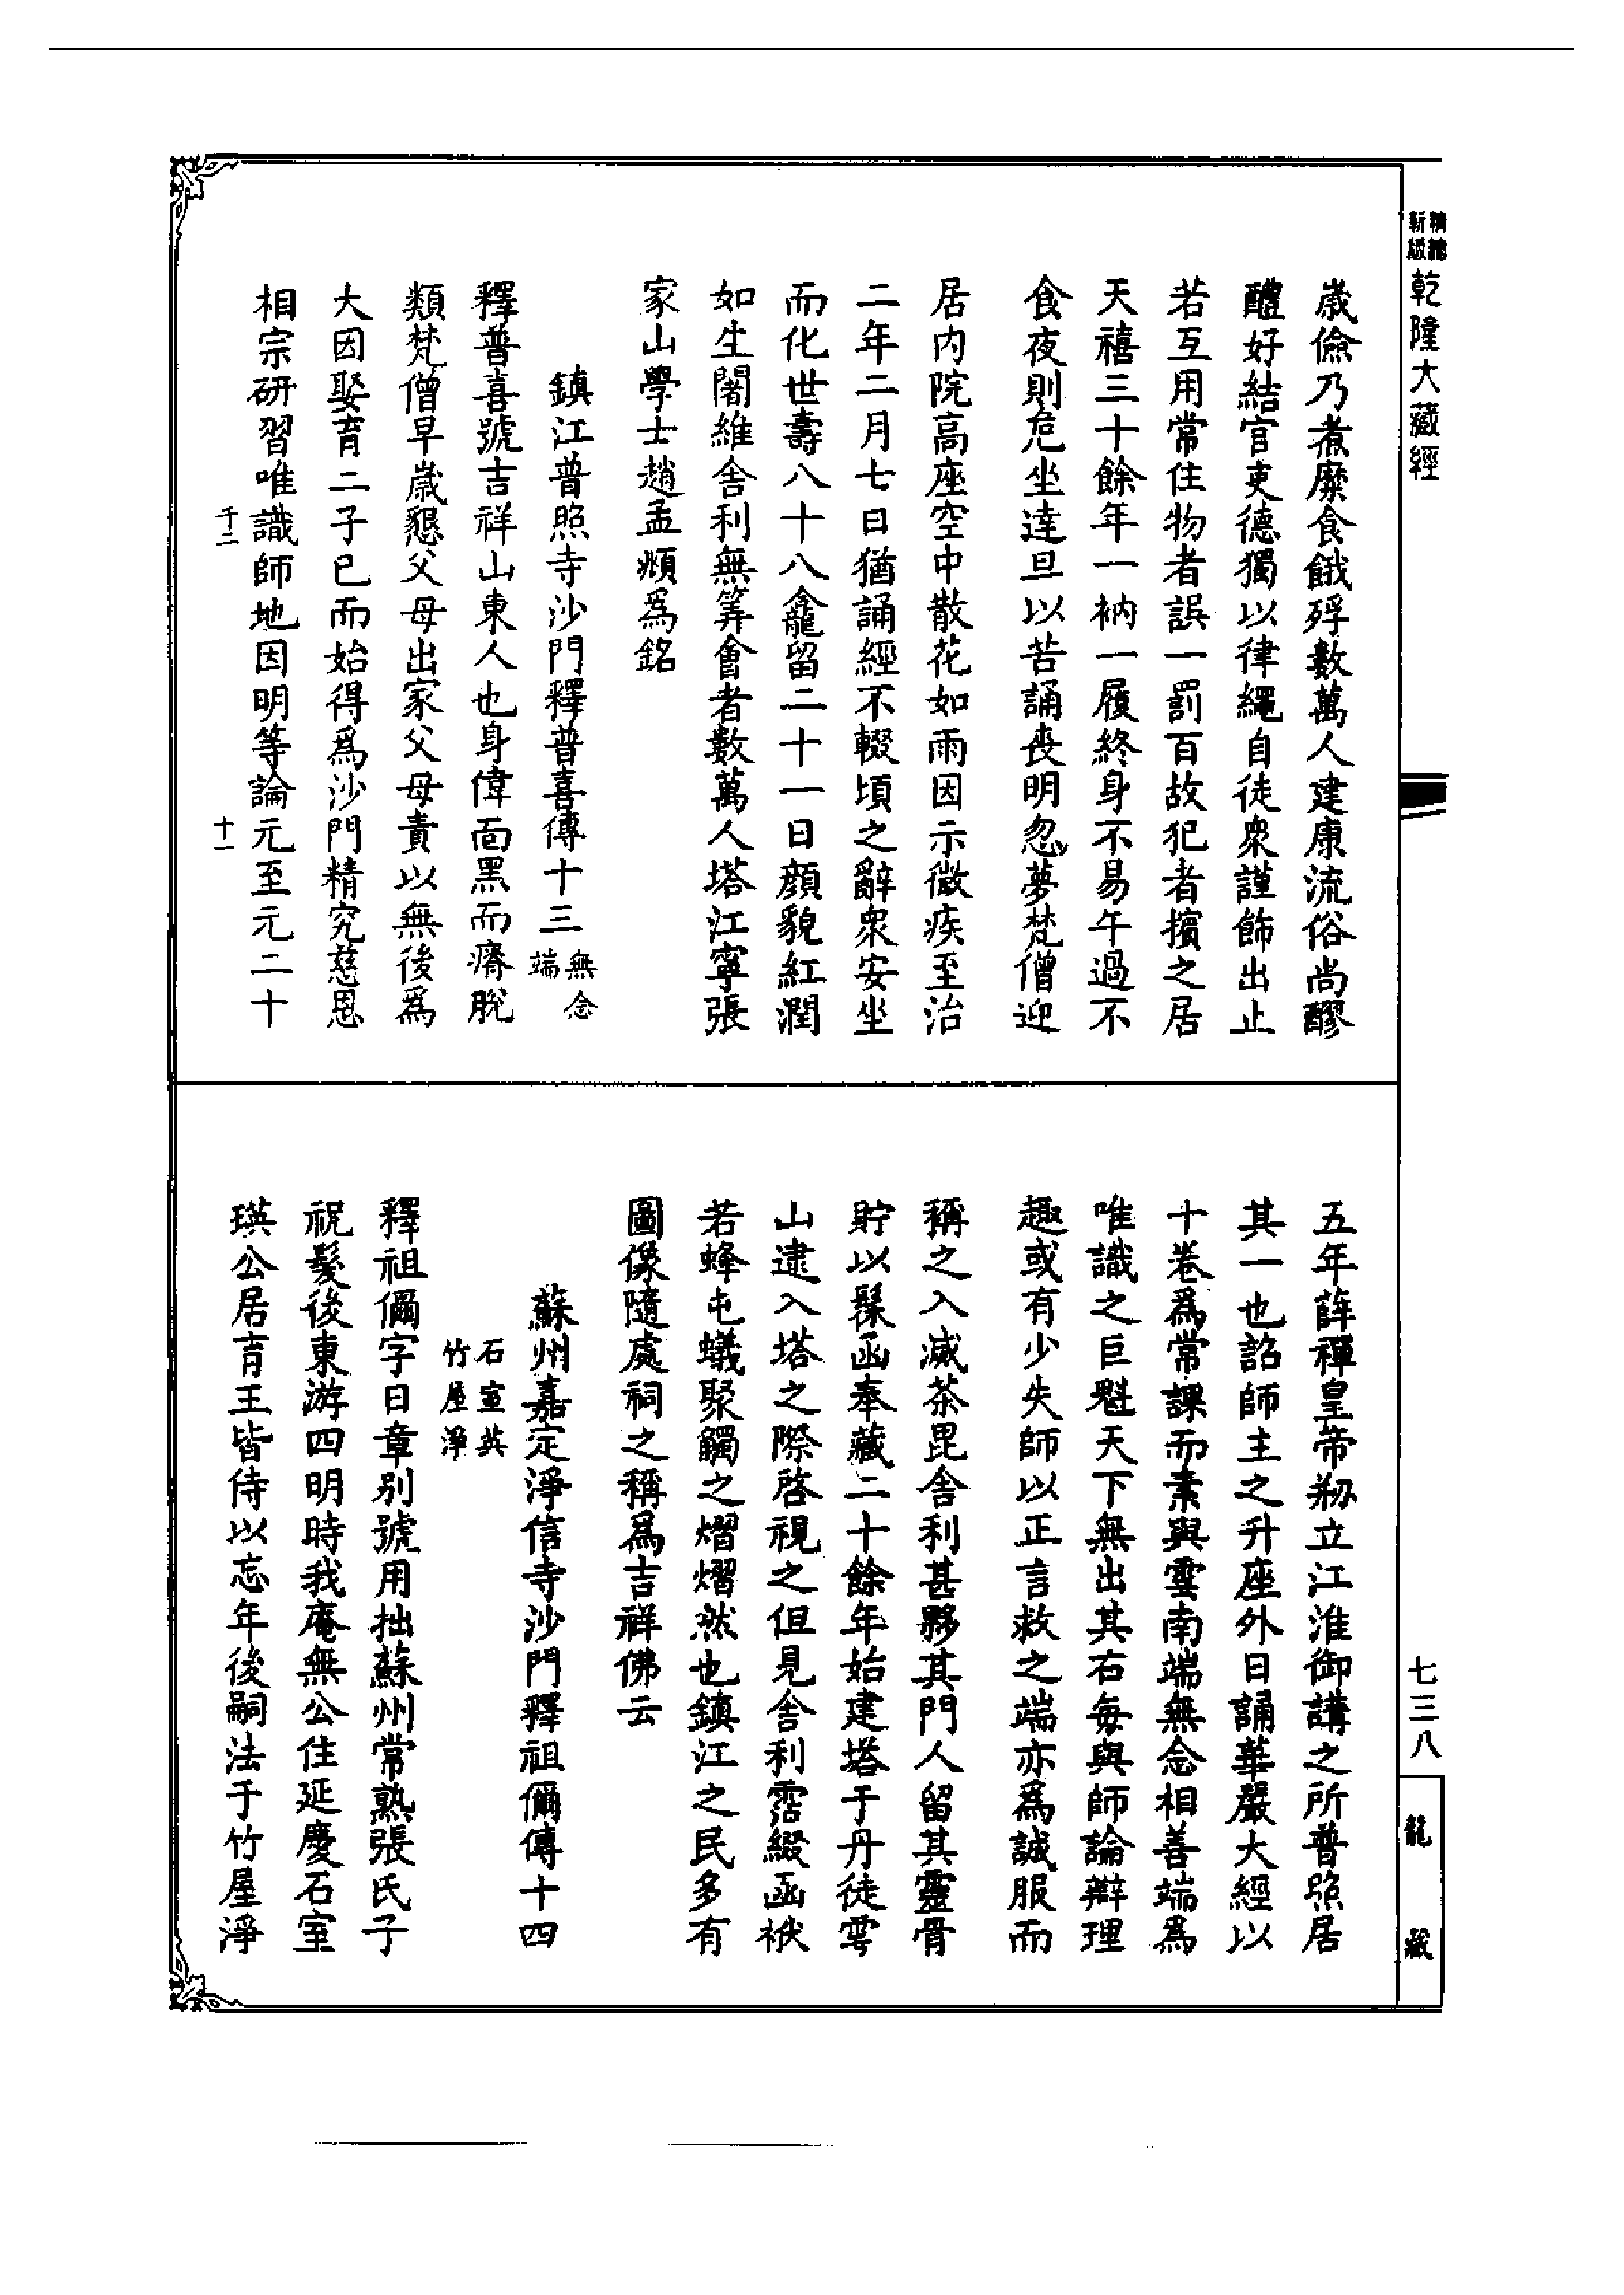 精縮新版
乾隆大藏經
歲儉乃煮糜食餓殍數萬人建康流俗尚醪
醴好結官吏德獨以律繩自徒衆謹飾出止
若互用常住物者誤一罰百故犯者擯之居
天禧三十餘年一衲一履終身不易午過不
食夜則危坐達旦以苦誦喪明忽夢梵僧迎
居內院高座空中散花如雨因示微疾至治
二年二月七日猶誦經不輟頃之辭衆安坐
而化世壽八十八龕留二十一日顏貌紅潤
如生闍維舍利無筭會者數萬人塔江寧張
家山學士趙孟頫爲銘
鎮江普照寺沙門釋普喜傳十三
無念
端
釋普喜號吉祥山東人也身偉面黑而癠脫
類梵僧早歲懇父母出家父母責以無後爲
大因娶育二子已而始得爲沙門精究慈恩
相宗研習唯識師地因明等論元至元二十
千二
十一
五年薛禪皇帝刱立江淮御講之所普照居
其一也詔師主之升座外日誦華嚴大經以
十卷爲常課而素與雲南端無念相善端爲
唯識之巨魁天下無出其右每與師論辯理
趣或有少失師以正言救之端亦爲誠服而
稱之入滅荼毘舍利甚夥其門人留其靈骨
貯以髹函奉藏二十餘年始建塔于丹徒雩
山逮入塔之際啓視之但見舍利霑綴函袱
若蜂屯蟻聚觸之熠熠然也鎮江之民多有
圖像隨處祠之稱爲吉祥佛云
蘇州嘉定淨信寺沙門釋祖偁傳十四
石室英
竹屋淨
釋祖偁字日章別號用拙蘇州常熟張氏子
祝髮後東游四明時我庵無公住延慶石室
瑛公居育王皆侍以忘年後嗣法于竹屋淨
七三八
龍藏